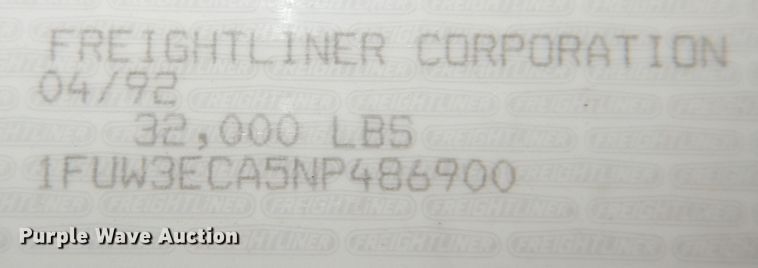 FREIGHTLINER CORPORATION
04/92
32,000 LBS
1FUW3ECA5NP486900
Purple Wave Auction